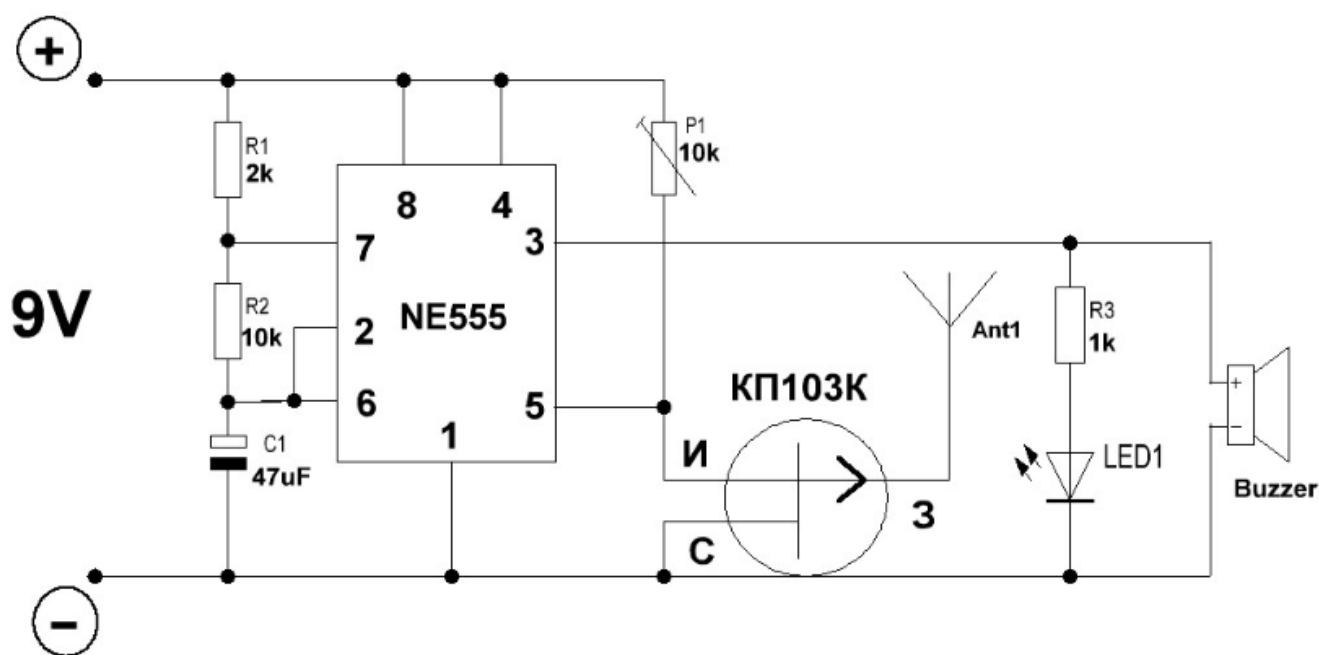 +
R1
2k
P1
10k
8
4
7
3
9V
R2
10k
NE555
2
Ant1
R3
1k
КП103К
6
5
1
C1
47uF
И
LED1
+
−
Buzzer
З
С
−